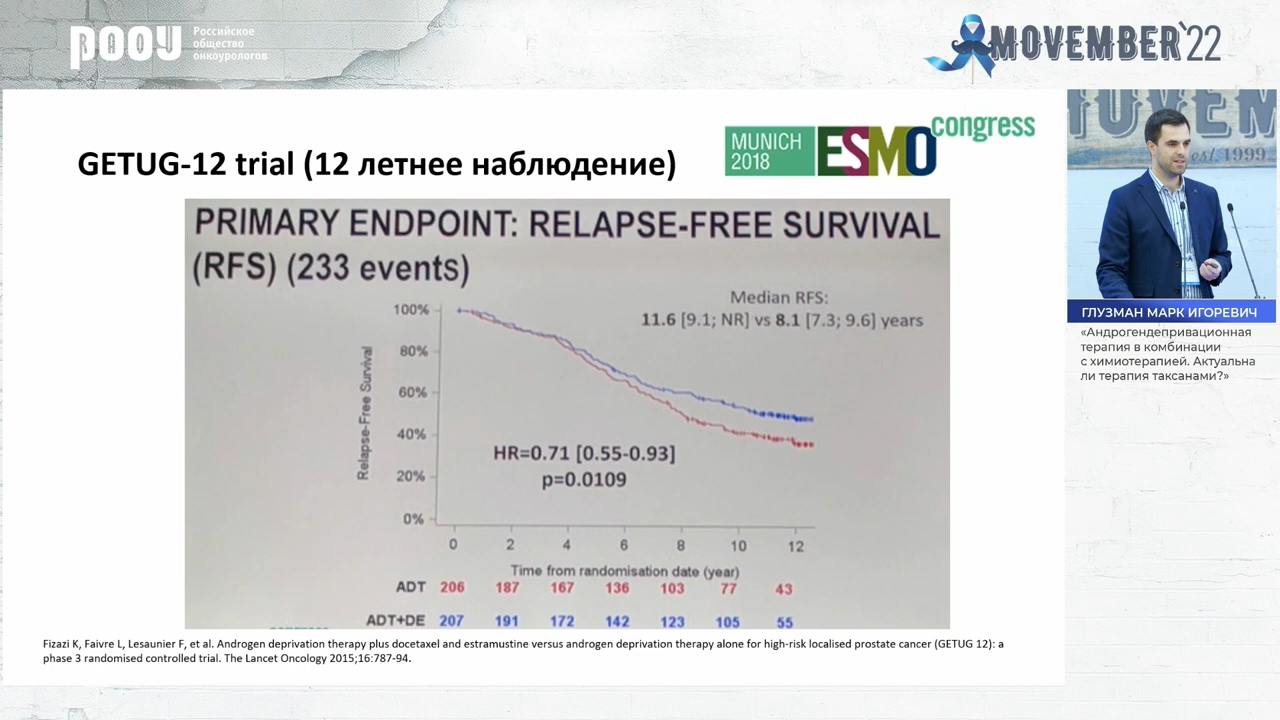 РООУ
RA
Российское
общество
онкоурологов
MOVEMBER`22
GETUG-12 trial (12 летнее наблюдение)
MUNICH
2018
ESMO
congress
PRIMARY ENDPOINT: RELAPSE-FREE SURVIVAL
(RFS) (233 events)
Median RFS:
11.6 [9.1; NR] vs 8.1 [7.3; 9.6] years
100%
80%
60%
40%
20%
0%
Relapse-Free Survival
HR=0.71 [0.55-0.93]
p=0.0109
0 2 4 6 8 10 12
Time from randomisation date (year)
ADT 206 187 167 136 103 77 43
ADT+DE 207 191 172 142 123 105 55
Fizazi K, Faivre L, Lesaunier F, et al. Androgen deprivation therapy plus docetaxel and estramustine versus androgen deprivation therapy alone for high-risk localised prostate cancer (GETUG 12): a
phase 3 randomised controlled trial. The Lancet Oncology 2015;16:787-94.
est. 1999
ГЛУЗМАН МАРК ИГОРЕВИЧ
«Андрогендепривационная
терапия в комбинации
с химиотерапией. Актуальна
ли терапия таксанами?»